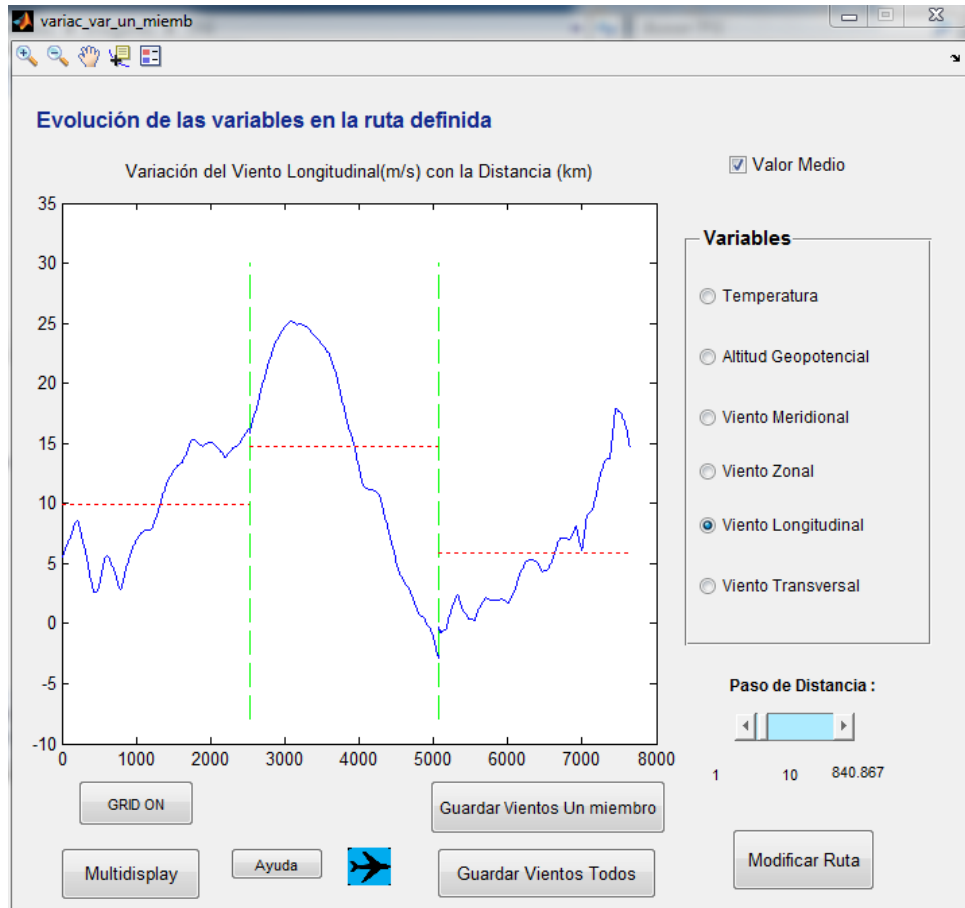 variac_var_un_miemb
Evolución de las variables en la ruta definida
Variación del Viento Longitudinal(m/s) con la Distancia (km)
Valor Medio
35
30
25
20
15
10
5
0
-5
-10
0 1000 2000 3000 4000 5000 6000 7000 8000
Variables
Temperatura
Altitud Geopotencial
Viento Meridional
Viento Zonal
Viento Longitudinal
Viento Transversal
Paso de Distancia :
1 10 840.867
GRID ON
Guardar Vientos Un miembro
Multidisplay
Ayuda
Guardar Vientos Todos
Modificar Ruta